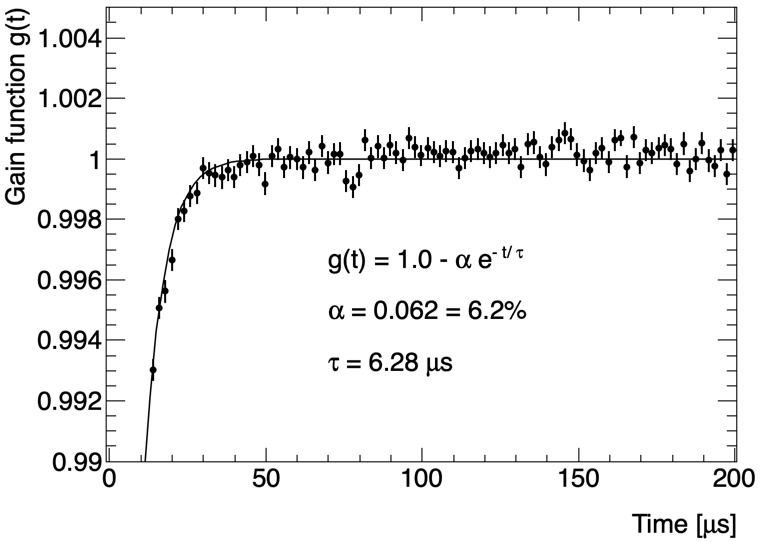 Gain function g(t)
1.004
1.002
1
0.998
0.996
0.994
0.992
0.99
g(t) = 1.0 - α e^{- t/ τ}
α = 0.062 = 6.2%
τ = 6.28 μs
0 50 100 150 200
Time [μs]